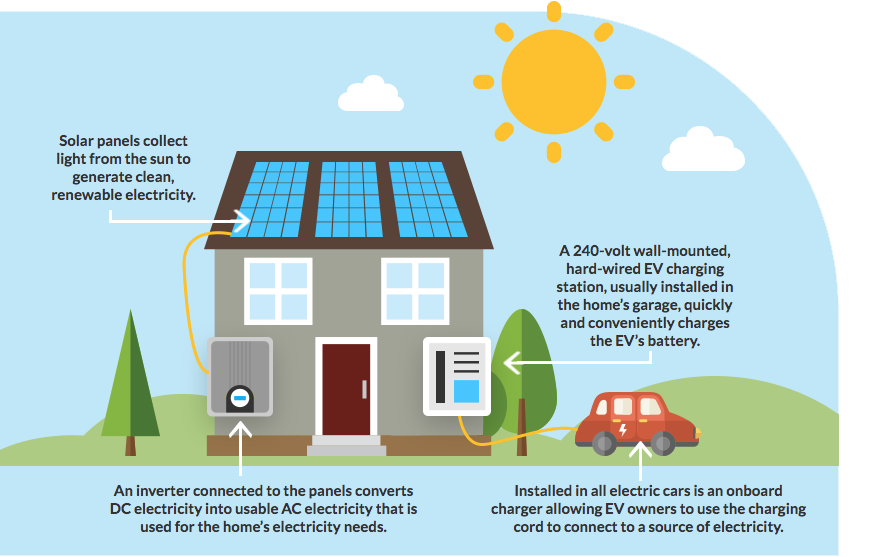 Solar panels collect
light from the sun to
generate clean,
renewable electricity.
A 240-volt wall-mounted,
hard-wired EV charging
station, usually installed in
the home's garage, quickly
and conveniently charges
the EV's battery.
An inverter connected to the panels converts
DC electricity into usable AC electricity that is
used for the home's electricity needs.
Installed in all electric cars is an onboard
charger allowing EV owners to use the charging
cord to connect to a source of electricity.